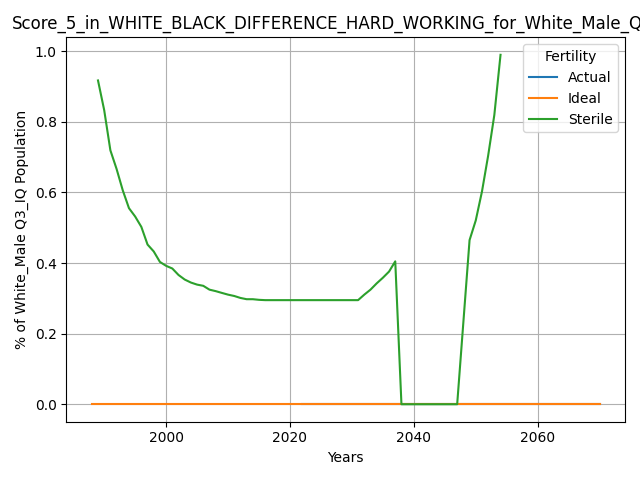 Score_5_in_WHITE_BLACK_DIFFERENCE_HARD_WORKING_for_White_Male_Q
Fertility
Actual
Ideal
Sterile
% of White_Male Q3_IQ Population
1.0
0.8
0.6
0.4
0.2
0.0
2000 2020 2040 2060
Years